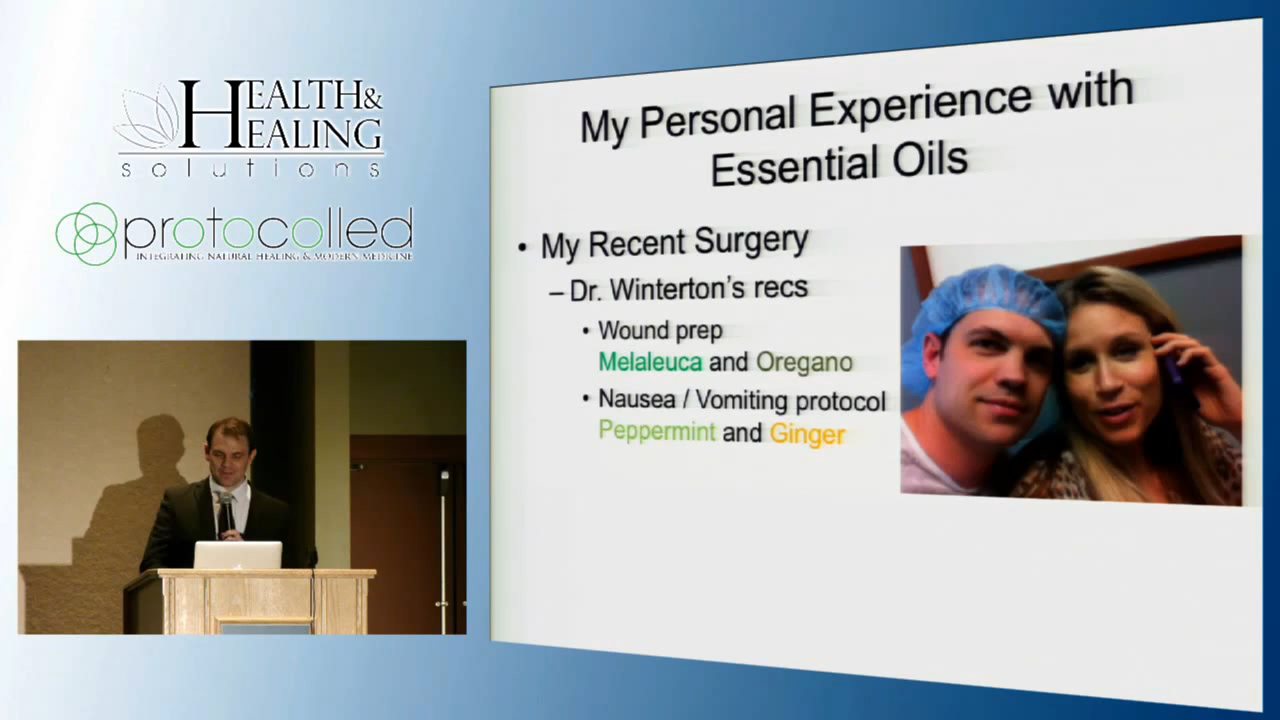 HEALTH&
HEALING
solutions
protocolled
INTEGRATING NATURAL HEALING & MODERN MEDICINE
My Personal Experience with
Essential Oils
• My Recent Surgery
– Dr. Winterton's recs
• Wound prep
Melaleuca and Oregano
• Nausea / Vomiting protocol
Peppermint and Ginger